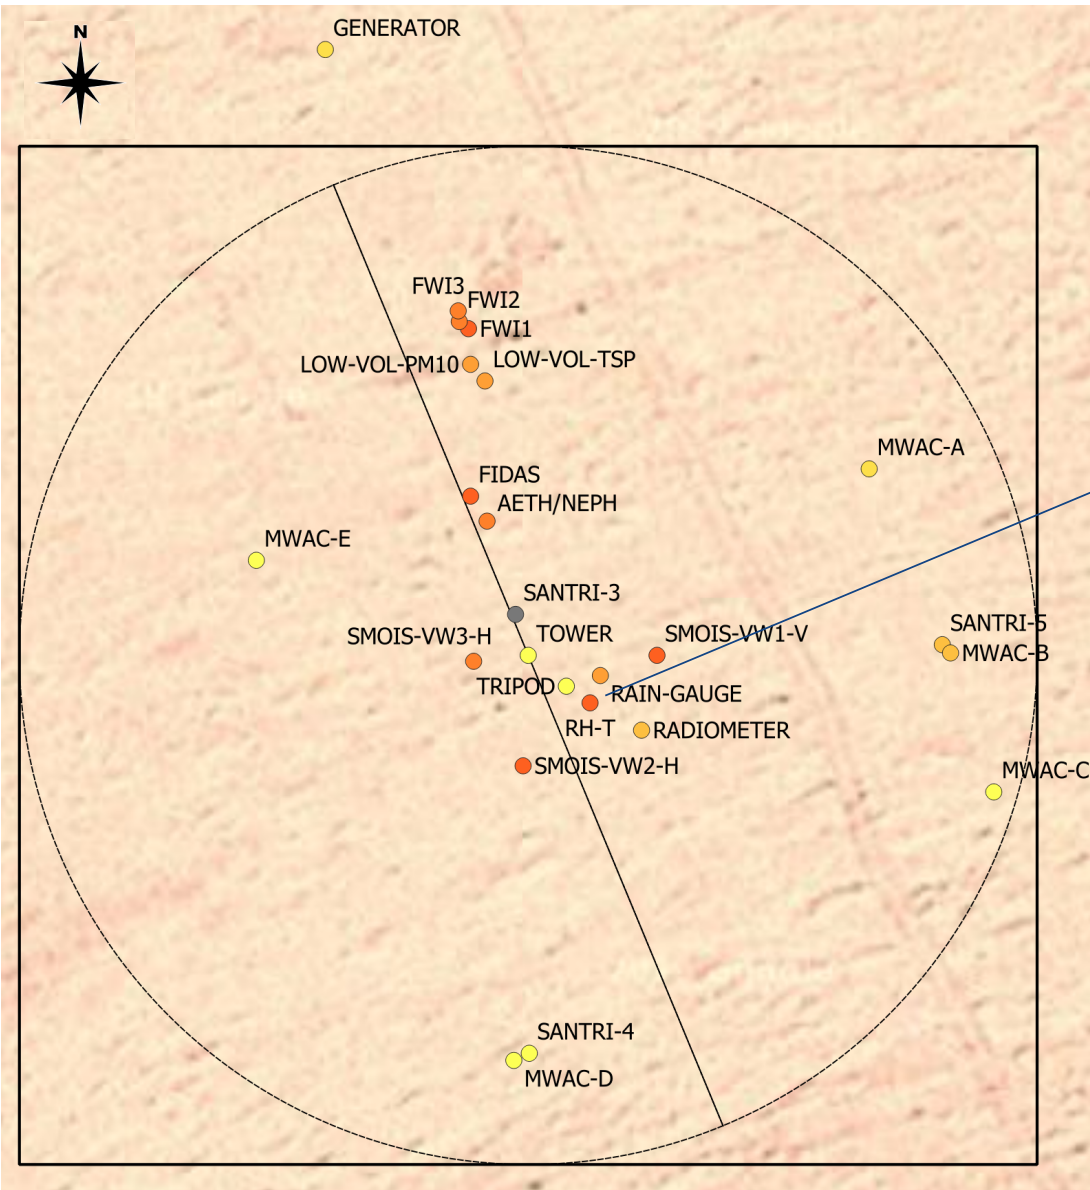 GENERATOR
N
FWI3
FWI2
FWI1
LOW-VOL-TSP
LOW-VOL-PM10
MWAC-A
FIDAS
AETH/NEPH
MWAC-E
SANTRI-3
SANTRI-5
SMOIS-VW3-H
TOWER
SMOIS-VW1-V
MWAC-B
TRIPOD
RAIN-GAUGE
RH-T
RADIOMETER
SMOIS-VW2-H
MWAC-C
SANTRI-4
MWAC-D